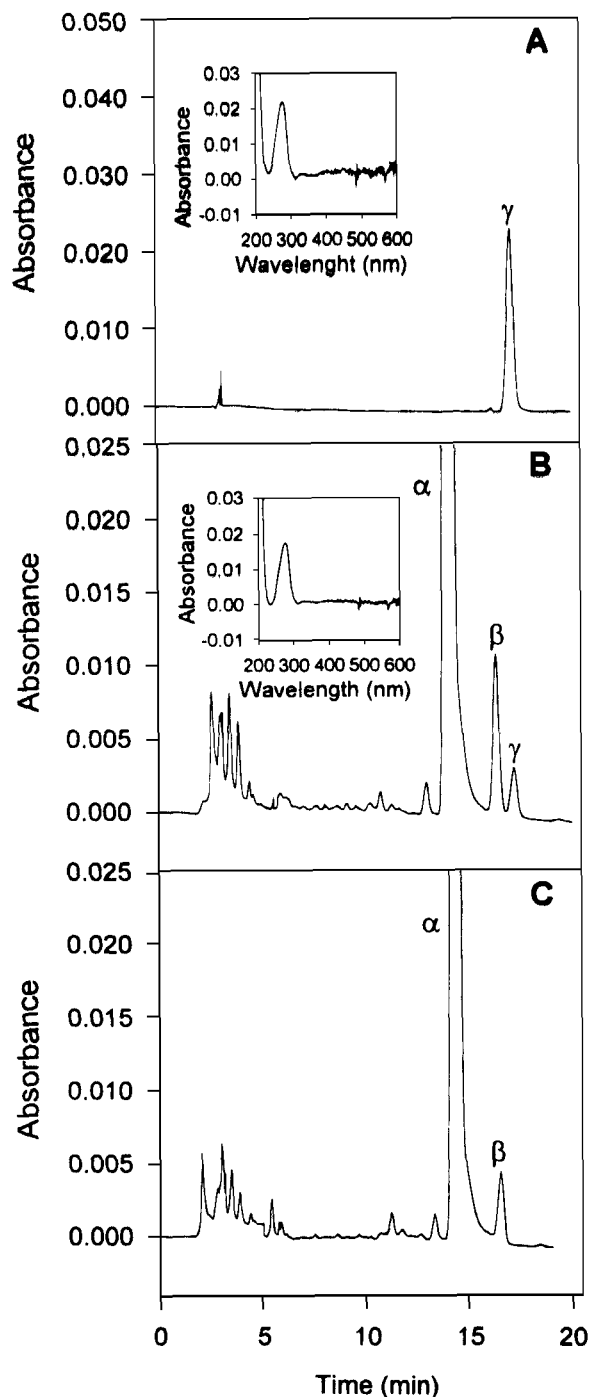 A
Absorbance
0.050
0.040
0.030
0.020
0.010
0.000
Absorbance
0.03
0.02
0.01
0.00
-0.01
200 300 400 500 600
Wavelenght (nm)
γ
B
Absorbance
0.025
0.020
0.015
0.010
0.005
0.000
Absorbance
0.03
0.02
0.01
0.00
-0.01
200 300 400 500 600
Wavelength (nm)
α
β
γ
C
Absorbance
0.025
0.020
0.015
0.010
0.005
0.000
α
β
0 5 10 15 20
Time (min)